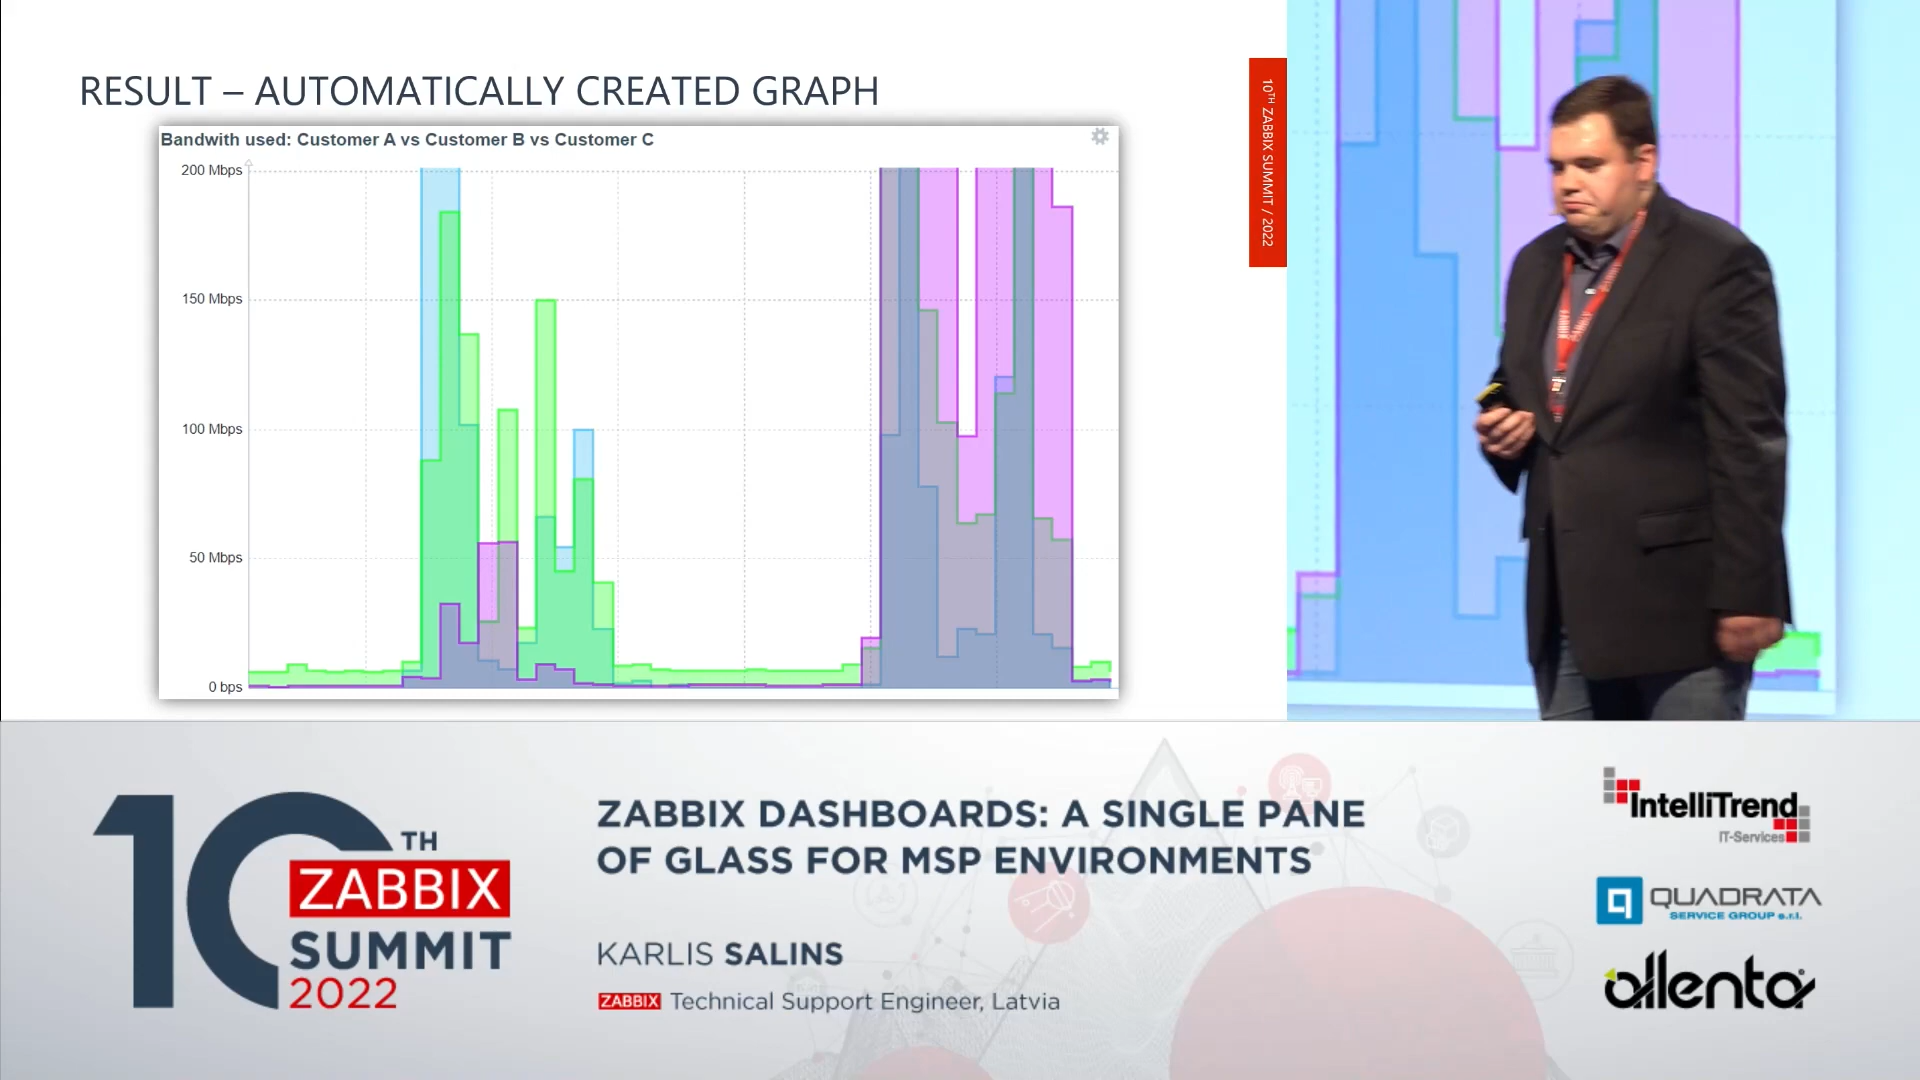 RESULT – AUTOMATICALLY CREATED GRAPH
Bandwith used: Customer A vs Customer B vs Customer C
200 Mbps
150 Mbps
100 Mbps
50 Mbps
0 bps
10TH ZABBIX SUMMIT / 2022
10TH
ZABBIX
SUMMIT
2022
ZABBIX DASHBOARDS: A SINGLE PANE
OF GLASS FOR MSP ENVIRONMENTS
KARLIS SALINS
ZABBIX Technical Support Engineer, Latvia
IntelliTrend
IT-Services
QUADRATA
SERVICE GROUP s.r.l.
allenta